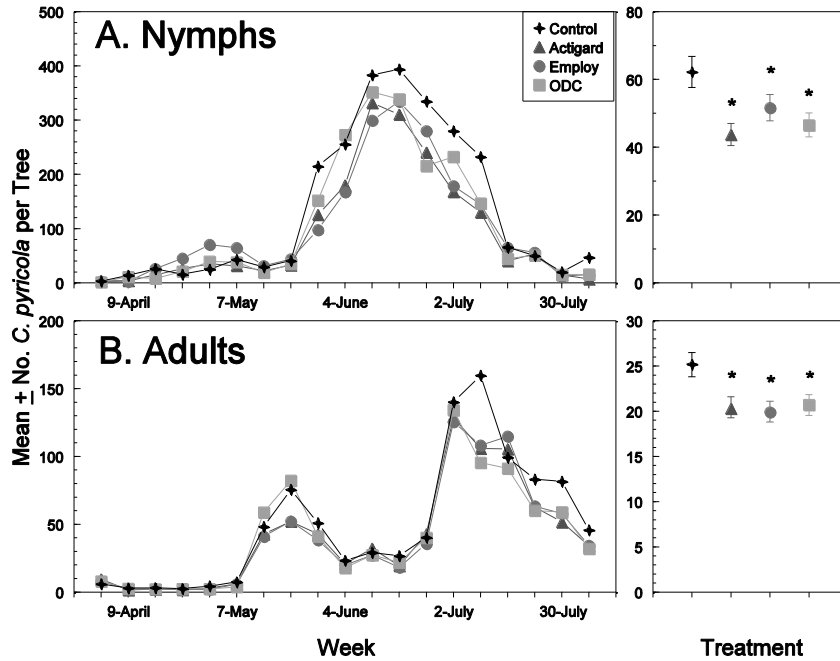 Mean ± No. C. pyricola per Tree
A. Nymphs
500
400
300
200
100
0
Control
Actigard
Employ
ODC
9-April
7-May
4-June
2-July
30-July
80
60
40
20
0
*
*
*
B. Adults
200
150
100
50
0
9-April
7-May
4-June
2-July
30-July
Week
30
25
20
15
10
5
0
* * *
Treatment